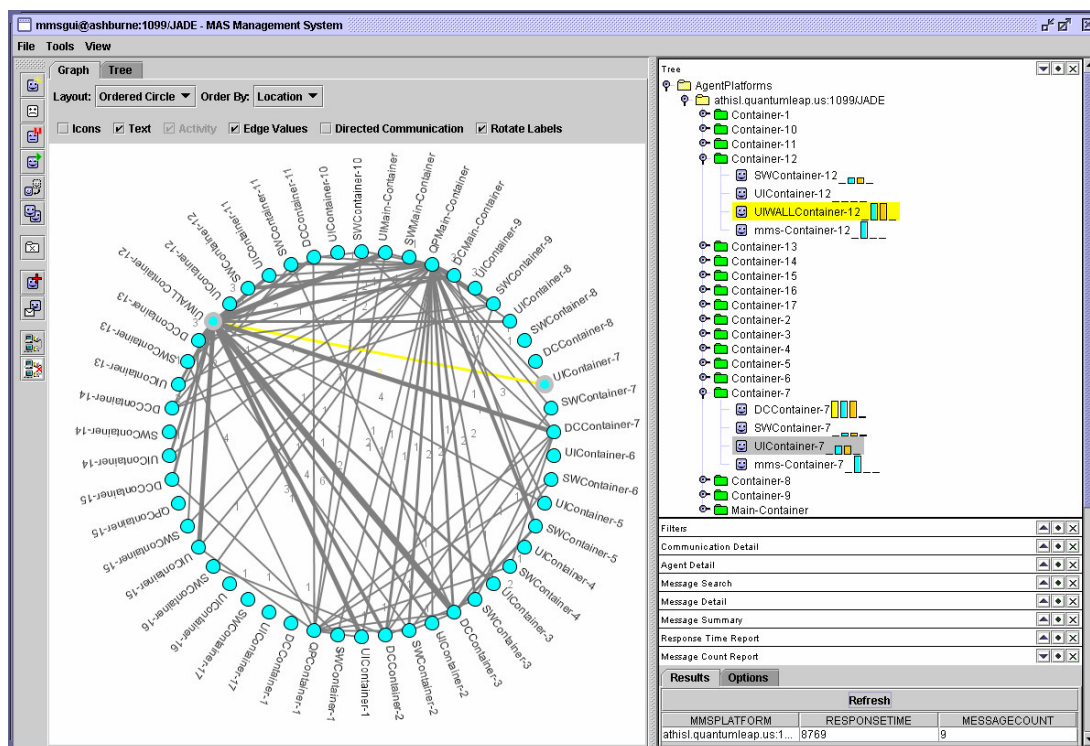 mmsgui@ashburne:1099/JADE - MAS Management System
File Tools View
Graph Tree
Layout: Ordered Circle Order By: Location
Icons Text Activity Edge Values Directed Communication Rotate Labels
SWContainer-10
UIMain-Container
SWMain-Container
QPMain-Container
DCMain-Container
UIContainer-9
SWContainer-9
UIContainer-8
SWContainer-8
DCContainer-8
UIContainer-7
SWContainer-7
DCContainer-7
UIContainer-6
SWContainer-6
UIContainer-5
SWContainer-5
UIContainer-4
SWContainer-4
UIContainer-3
SWContainer-3
DCContainer-3
UIContainer-2
SWContainer-2
DCContainer-2
UIContainer-1
SWContainer-1
QPContainer-1
DCContainer-1
UIContainer-17
SWContainer-17
UIContainer-16
SWContainer-16
UIContainer-15
SWContainer-15
QPContainer-15
DCContainer-15
UIContainer-14
SWContainer-14
DCContainer-14
UIContainer-13
SWContainer-13
DCContainer-13
UIWALLContainer-12
UIContainer-12
SWContainer-12
UIContainer-11
SWContainer-11
DCContainer-11
UIContainer-10
Tree
AgentPlatforms
athisl.quantumleap.us:1099/JADE
Container-1
Container-10
Container-11
Container-12
SWContainer-12
UIContainer-12
UIWALLContainer-12
mms-Container-12
Container-13
Container-14
Container-15
Container-16
Container-17
Container-2
Container-3
Container-4
Container-5
Container-6
Container-7
DCContainer-7
SWContainer-7
UIContainer-7
mms-Container-7
Container-8
Container-9
Main-Container
Filters
Communication Detail
Agent Detail
Message Search
Message Detail
Message Summary
Response Time Report
Message Count Report
Results Options
Refresh
MMSPLATFORM RESPONSETIME MESSAGECOUNT
athisl.quantumleap.us:1... 8769 9